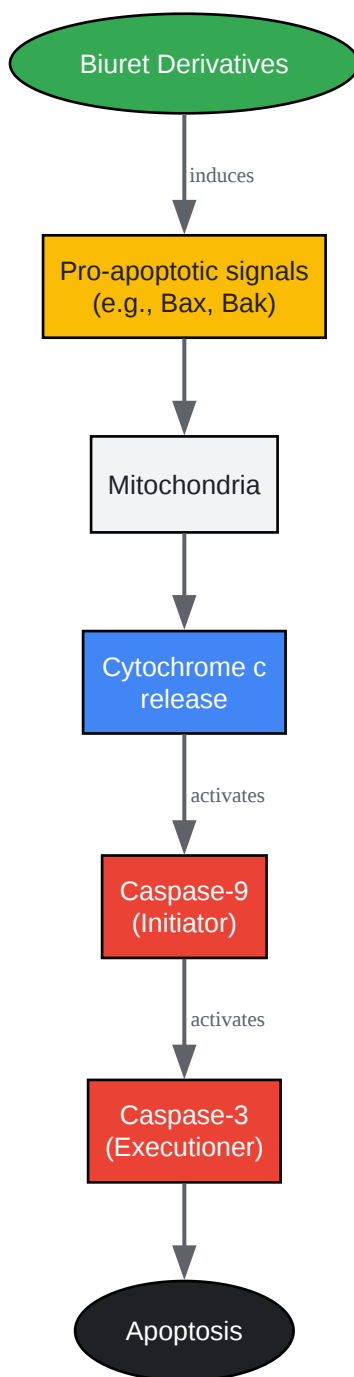 Biuret Derivatives
induces
Pro-apoptotic signals
(e.g., Bax, Bak)
Mitochondria
Cytochrome c
release
activates
Caspase-9
(Initiator)
activates
Caspase-3
(Executioner)
Apoptosis